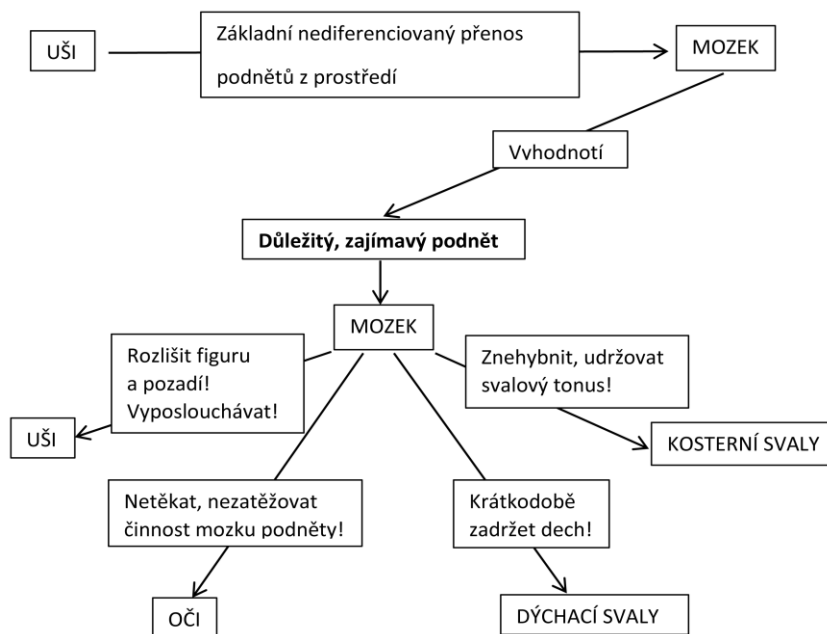 UŠI
Základní nediferenciovaný přenos
podnětů z prostředí
MOZEK
Vyhodnotí
Důležitý, zajímavý podnět
MOZEK
Rozlišit figuru
a pozadí!
Vyposlouchávat!
Znehybnit, udržovat
svalový tonus!
UŠI
KOSTERNÍ SVALY
Netěkat, nezatěžovat
činnost mozku podněty!
Krátkodobě
zadržet dech!
OČI
DÝCHACÍ SVALY